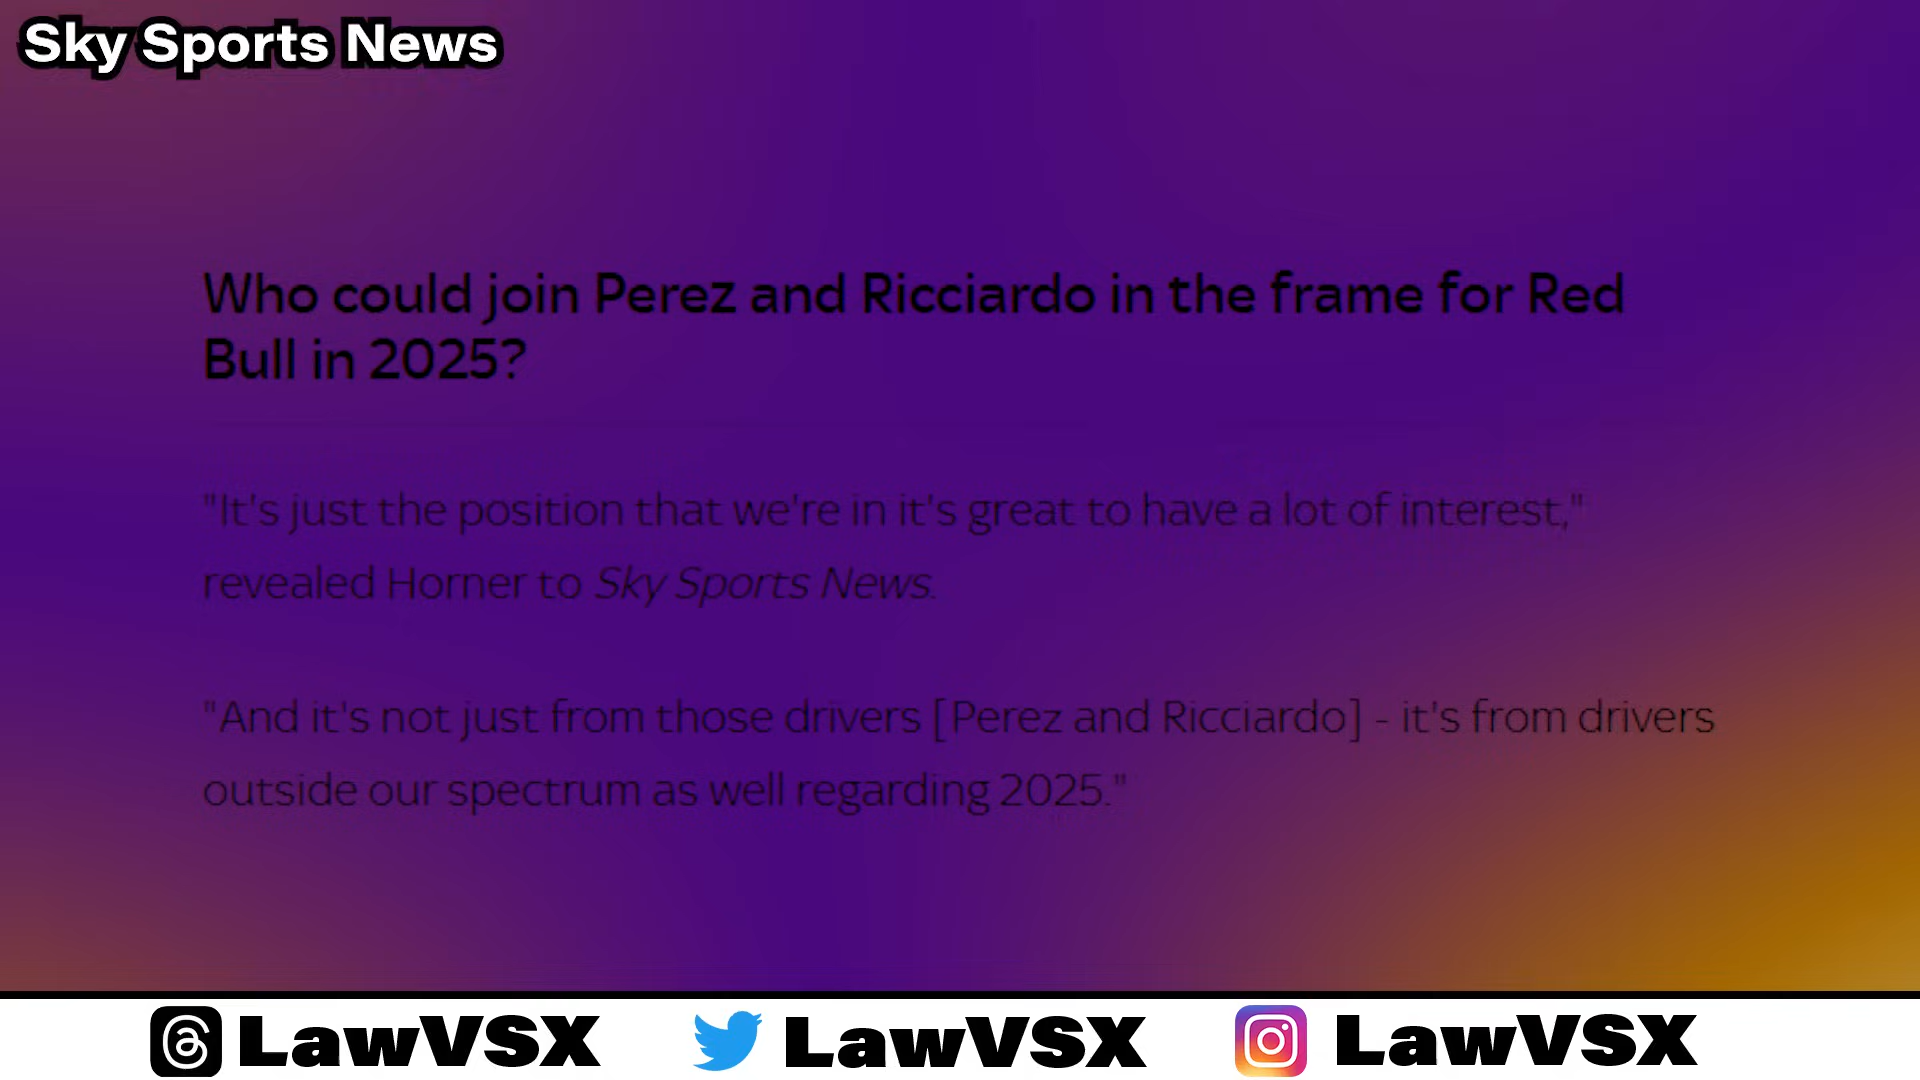 Sky Sports News
Who could join Perez and Ricciardo in the frame for Red
Bull in 2025?
"It's just the position that we're in it's great to have a lot of interest,"
revealed Horner to Sky Sports News.
"And it's not just from those drivers [Perez and Ricciardo] - it's from drivers
outside our spectrum as well regarding 2025."
LawVSX LawVSX LawVSX